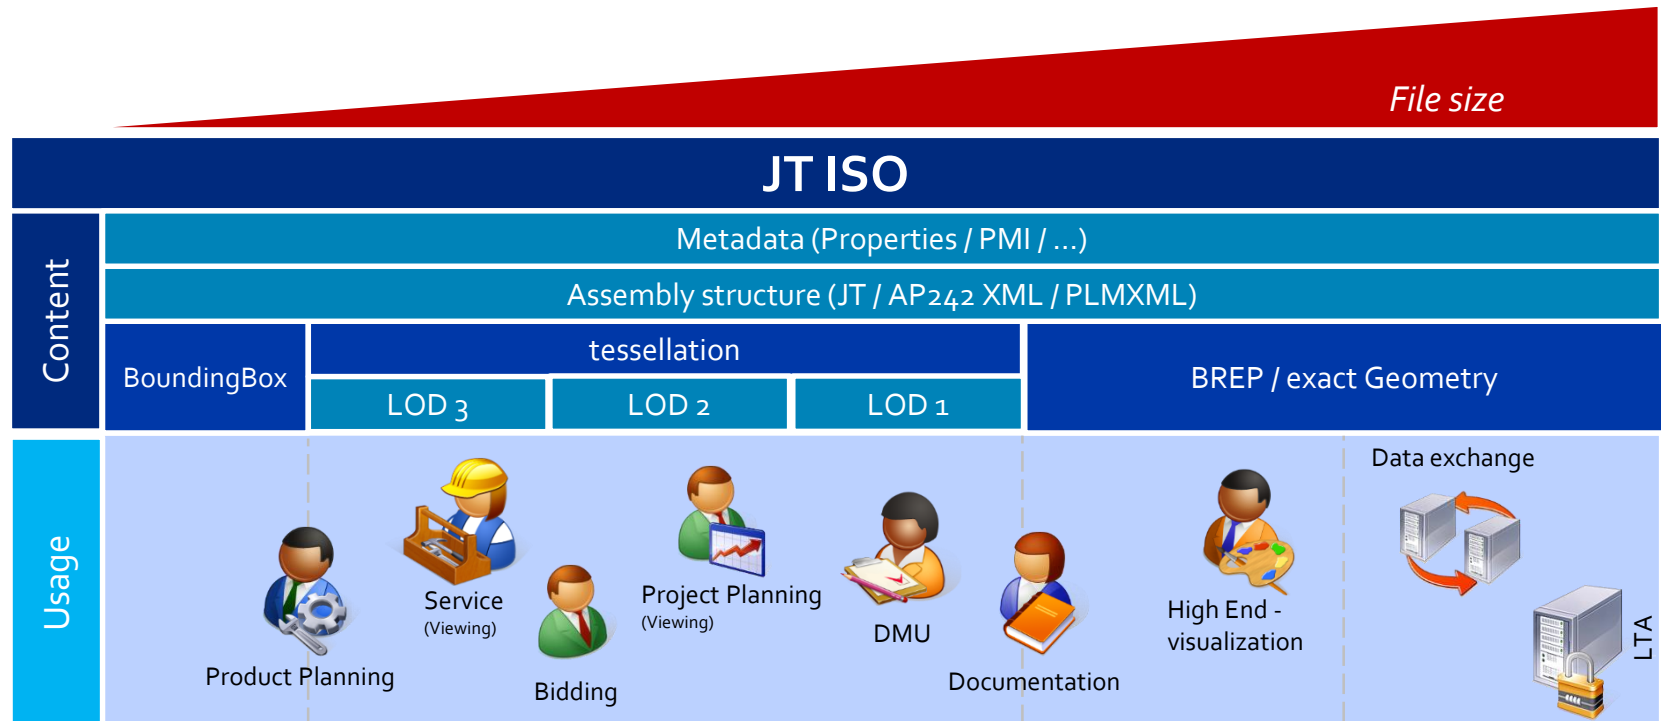 File size
JT ISO
Content
Metadata (Properties / PMI / ...)
Assembly structure (JT / AP242 XML / PLMXML)
BoundingBox
tessellation
LOD 3
LOD 2
LOD 1
BREP / exact Geometry
Usage
Product Planning
Service
(Viewing)
Bidding
Project Planning
(Viewing)
DMU
Documentation
High End -
visualization
Data exchange
LTA